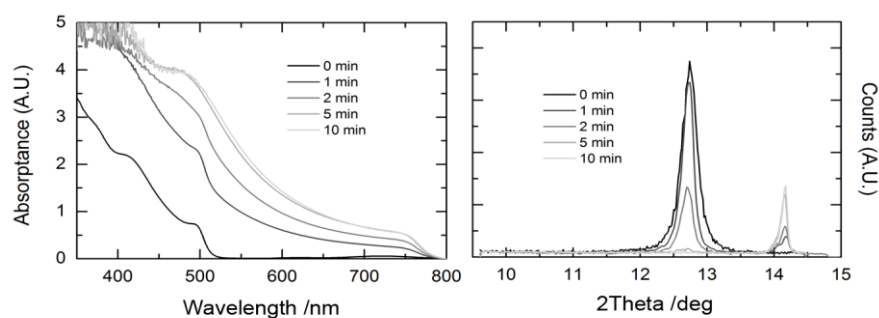 Absorptance (A.U.)
5
4
3
2
1
0
0 min
1 min
2 min
5 min
10 min
400 500 600 700 800
Wavelength /nm
0 min
1 min
2 min
5 min
10 min
10 11 12 13 14 15
2Theta /deg
Counts (A.U.)